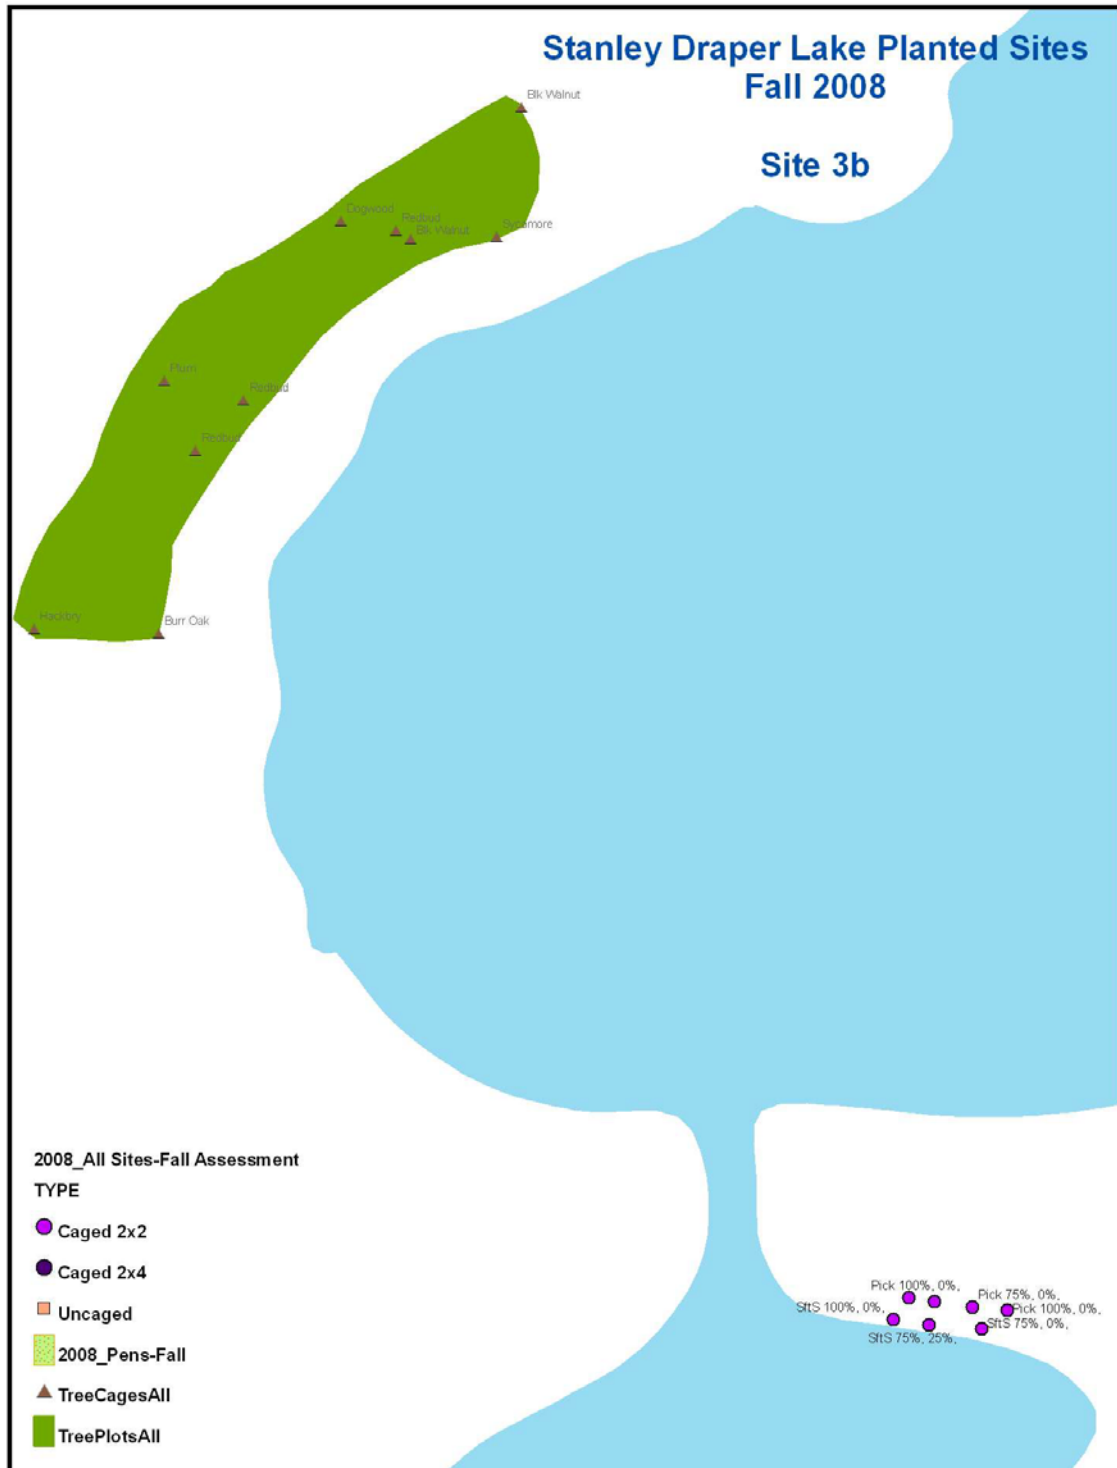 Stanley Draper Lake Planted Sites
Fall 2008
Site 3b
Blk Walnut
Dogwood
Redbud
Blk Walnut
Sycamore
Plum
Redbud
Redbud
Hackbry
Burr Oak
2008_All Sites-Fall Assessment
TYPE
Caged 2x2
Caged 2x4
Uncaged
2008_Pens-Fall
TreeCagesAll
TreePlotsAll
Pick 100%, 0%,
Pick 75%, 0%,
SftS 100%, 0%,
Pick 100%, 0%,
SftS 75%, 0%,
SftS 75%, 25%,